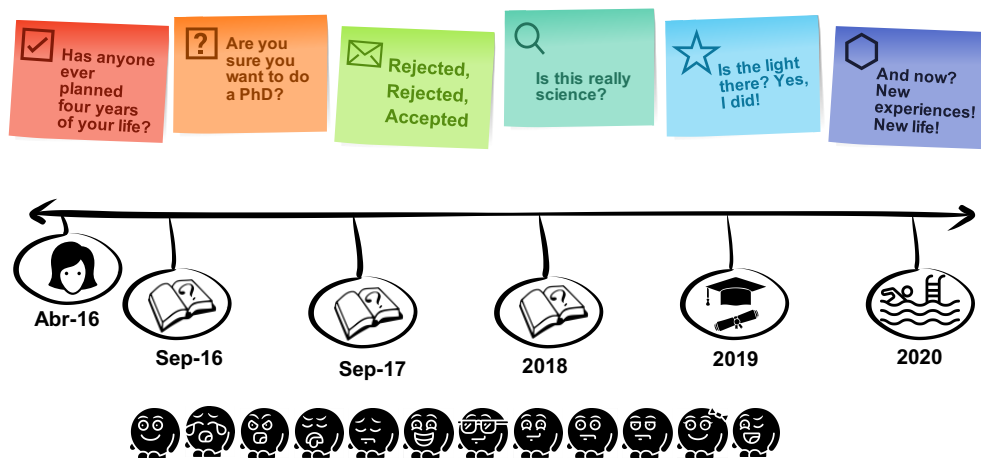 Has anyone
ever
planned
four years
of your life?
Are you
sure you
want to do
a PhD?
Rejected,
Rejected,
Accepted
Is this really
science?
Is the light
there? Yes,
I did!
And now?
New
experiences!
New life!
Abr-16
Sep-16
Sep-17
2018
2019
2020